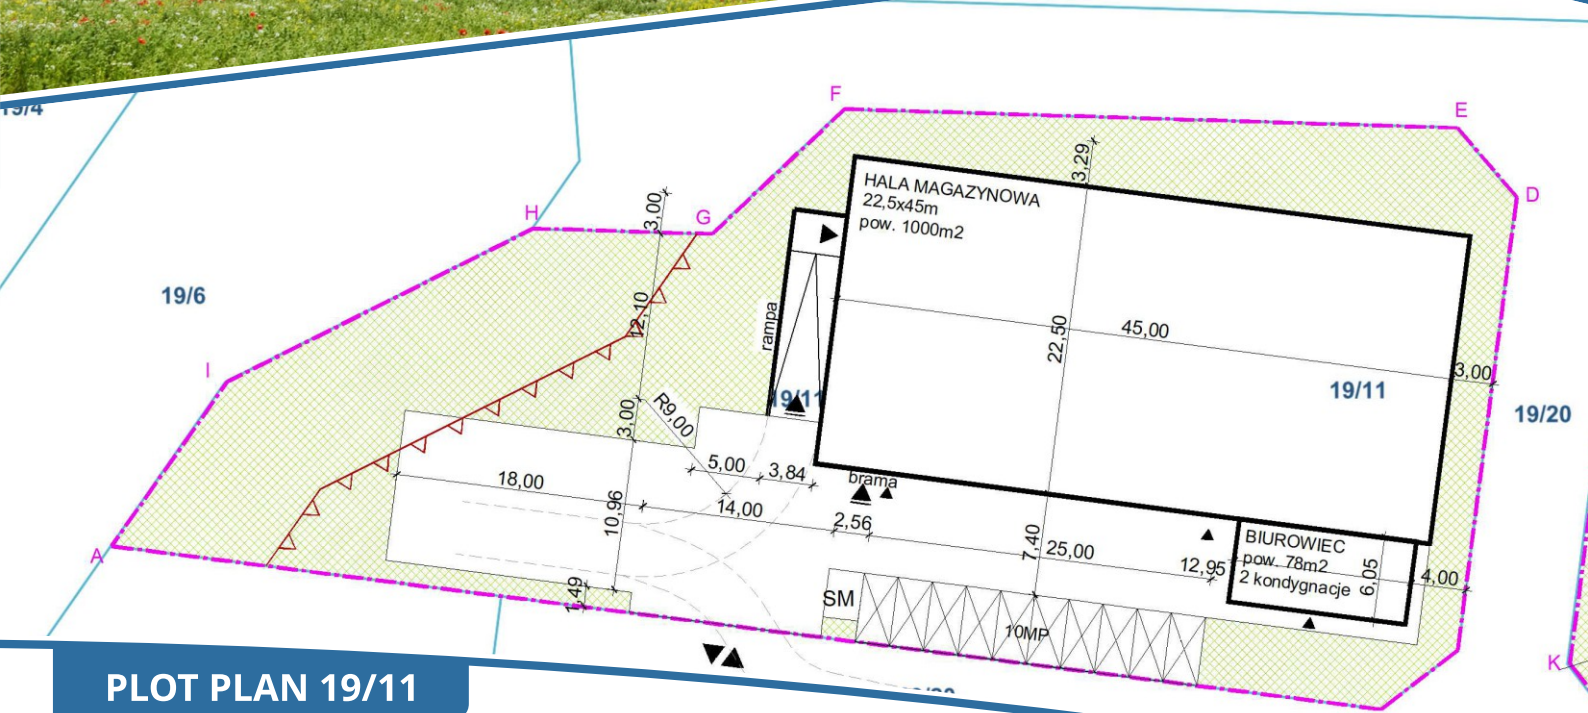 19/4
F
E
D
H
G
I
A
K
3,00
3,29
HALA MAGAZYNOWA
22,5x45m
pow. 1000m2
19/6
12,10
rampa
22,50
45,00
3,00
19/11
19/11
19/20
3,00
R9,00
5,00
3,84
brama
18,00
10,96
14,00
2,56
7,40
25,00
12,95
BIUROWIEC
pow. 78m2
2 kondygnacje
6,05
4,00
1,49
SM
10MP
PLOT PLAN 19/11